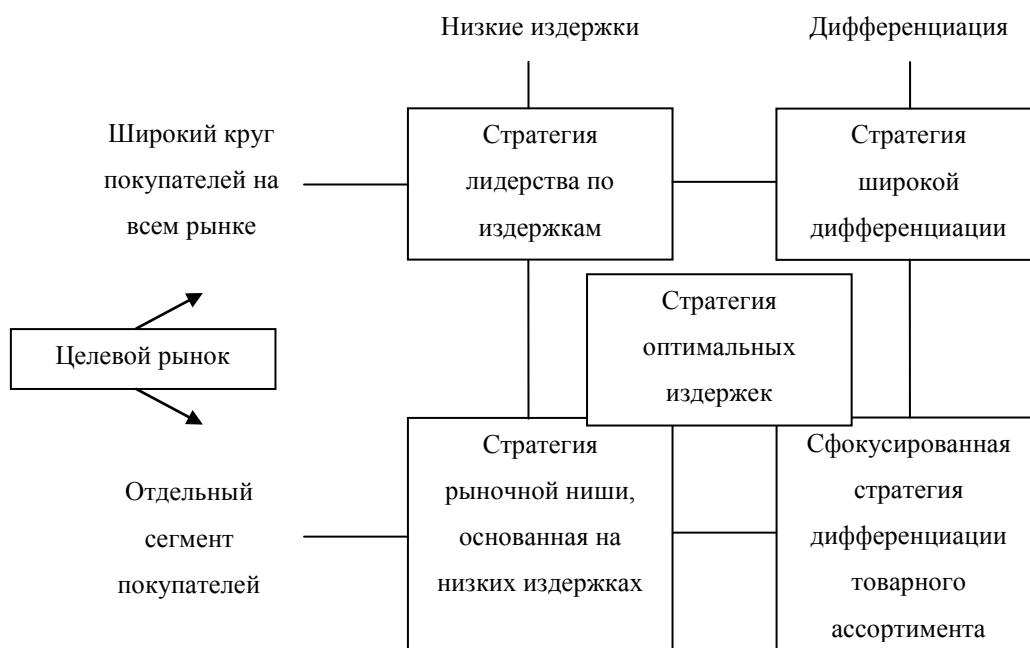 Низкие издержки
Дифференциация
Широкий круг
покупателей на
всем рынке
Стратегия
лидерства по
издержкам
Стратегия
широкой
дифференциации
Целевой рынок
Стратегия
оптимальных
издержек
Отдельный
сегмент
покупателей
Стратегия
рыночной ниши,
основанная на
низких издержках
Сфокусированная
стратегия
дифференциации
товарного
ассортимента